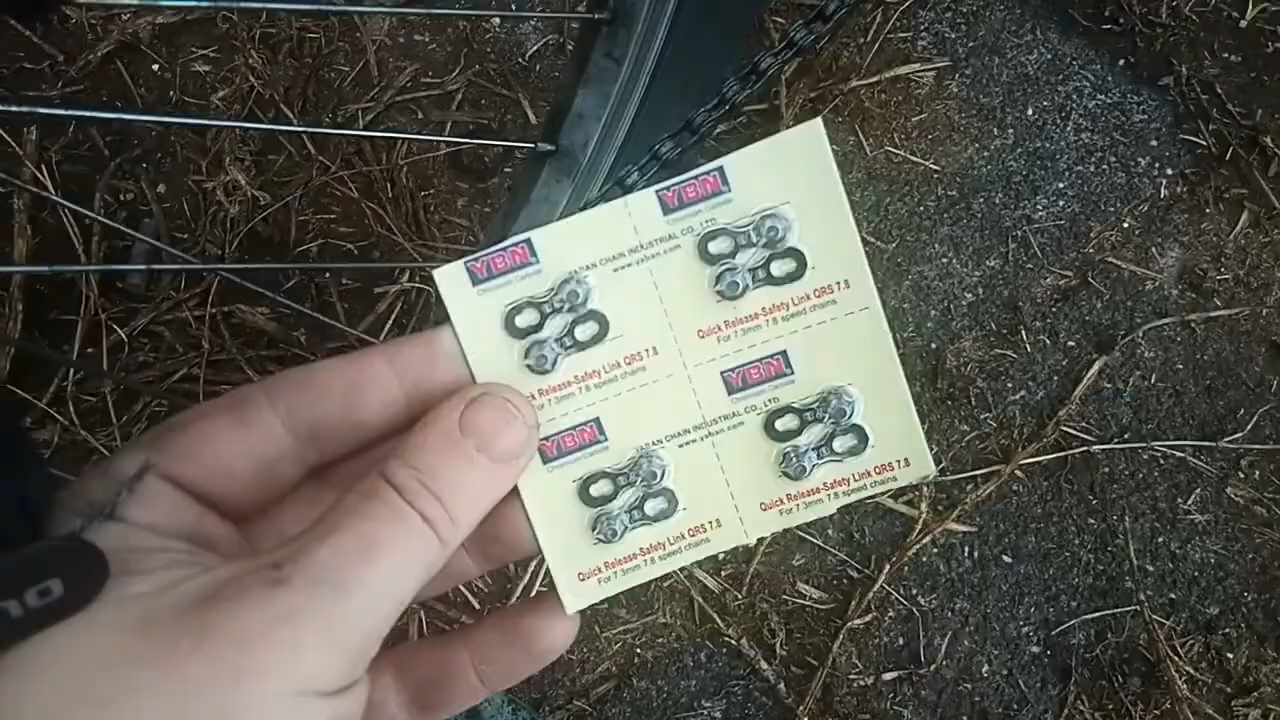 YBN
Chromium Carbide
YABAN CHAIN INDUSTRIAL CO., LTD
www.yaban.com
YBN
Chromium Carbide
Quick Release-Safety Link QRS 7.8
For 7.3mm 7.8 speed chains
Release-Safety Link QRS 7.8
7.3mm 7.8 speed chains
YBN
Chromium Carbide
YABAN CHAIN INDUSTRIAL CO., LTD
www.yaban.com
YBN
Chromium Carbide
Quick Release-Safety Link QRS 7.8
For 7.3mm 7.8 speed chains
Quick Release-Safety Link QRS 7.8
For 7.3mm 7.8 speed chains